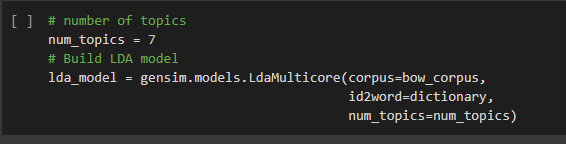 [ ] # number of topics
num_topics = 7
# Build LDA model
lda_model = gensim.models.LdaMulticore(corpus=bow_corpus,
id2word=dictionary,
num_topics=num_topics)